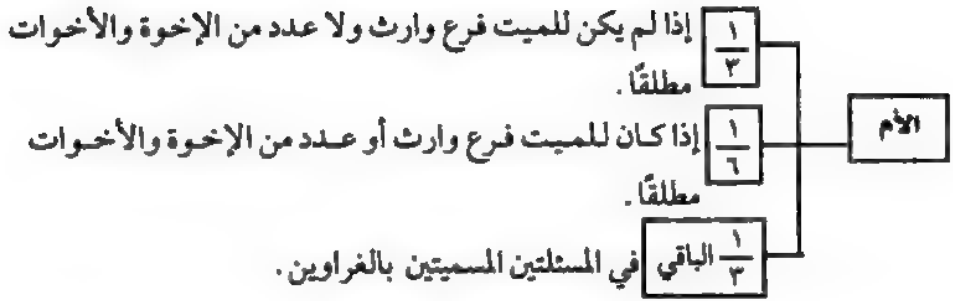 الأم
١/٣ إذا لم يكن للميت فرع وارث ولا عدد من الإخوة والأخوات
مطلقًا .
١/٦ إذا كان للميت فرع وارث أو عدد من الإخوة والأخوات
مطلقًا .
١/٣ الباقي في المسئلتين المسميتين بالغراوين .